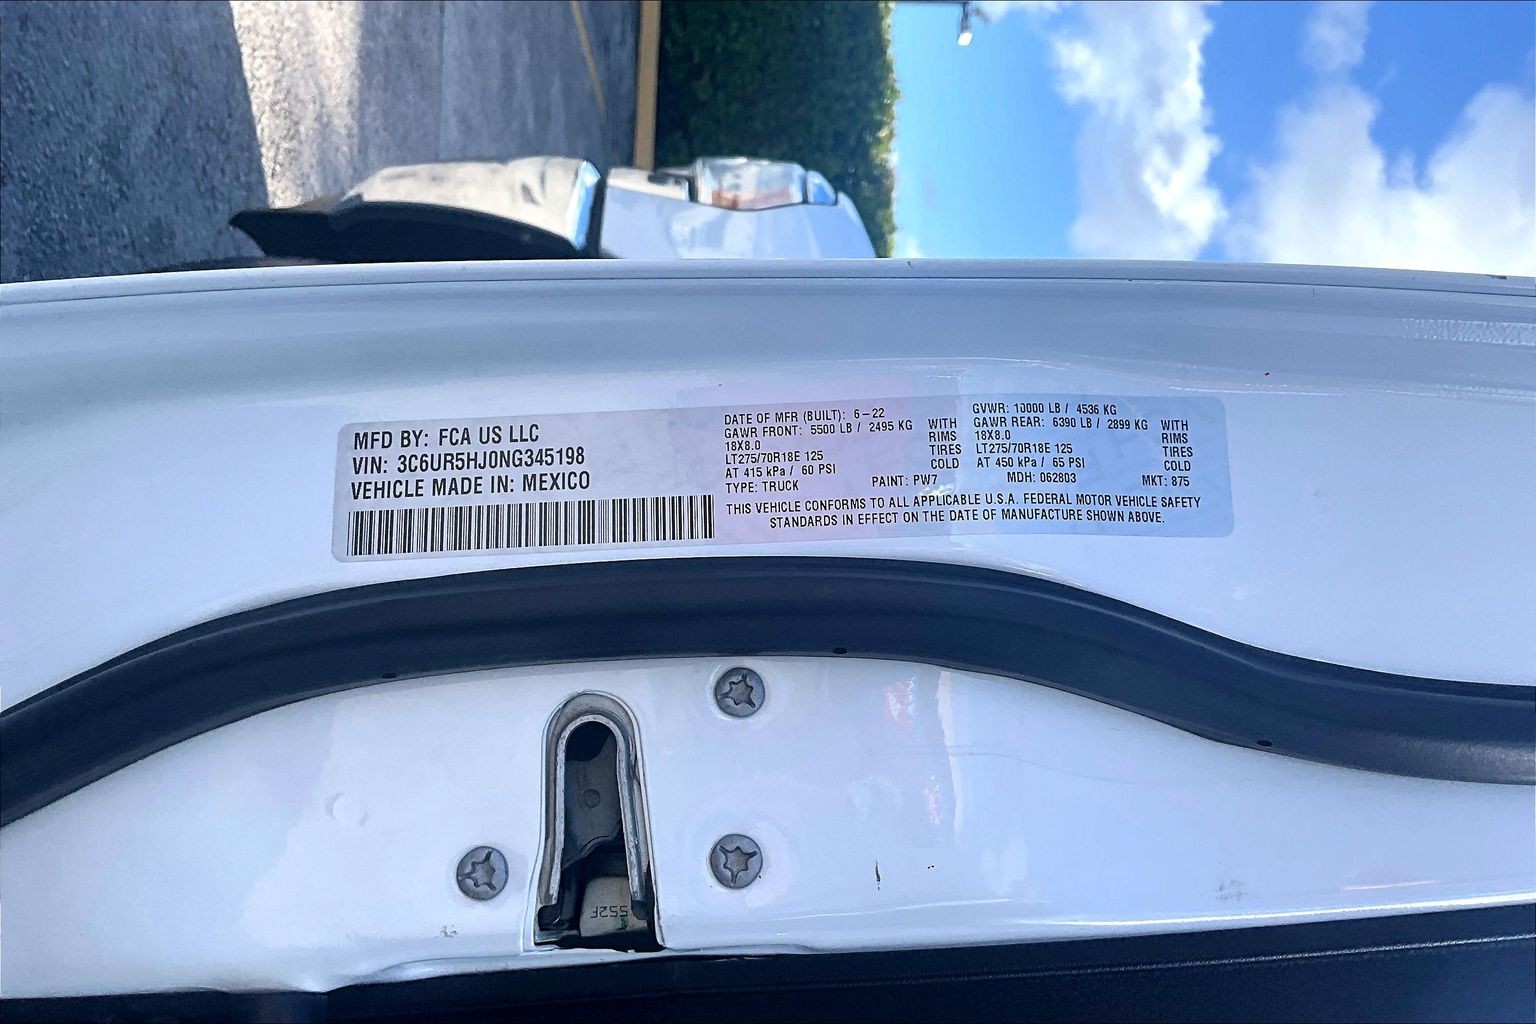 MFD BY: FCA US LLC
VIN: 3C6UR5HJ0NG345198
VEHICLE MADE IN: MEXICO
DATE OF MFR (BUILT): 6-22
GAWR FRONT: 5500 LB / 2495 KG WITH
18X8.0 RIMS
LT275/70R18E 125 TIRES
AT 415 kPa / 60 PSI COLD
TYPE: TRUCK PAINT: PW7
GVWR: 10000 LB / 4536 KG
GAWR REAR: 6390 LB / 2899 KG WITH
18X8.0 RIMS
LT275/70R18E 125 TIRES
AT 450 kPa / 65 PSI COLD
MDH: 062803 MKT: 875
THIS VEHICLE CONFORMS TO ALL APPLICABLE U.S.A. FEDERAL MOTOR VEHICLE SAFETY
STANDARDS IN EFFECT ON THE DATE OF MANUFACTURE SHOWN ABOVE.
552F